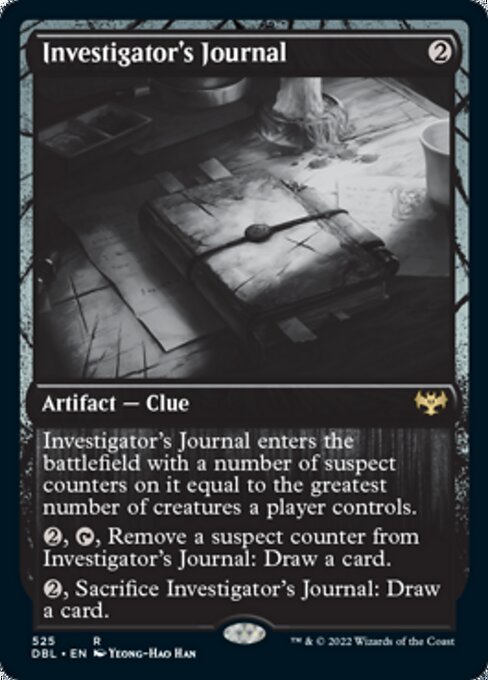 Investigator's Journal 2
Artifact — Clue
Investigator's Journal enters the
battlefield with a number of suspect
counters on it equal to the greatest
number of creatures a player controls.
2, , Remove a suspect counter from
Investigator's Journal: Draw a card.
2, Sacrifice Investigator's Journal: Draw
a card.
525 R
DBL • EN Yeong-Hao Han
™ & © 2022 Wizards of the Coast